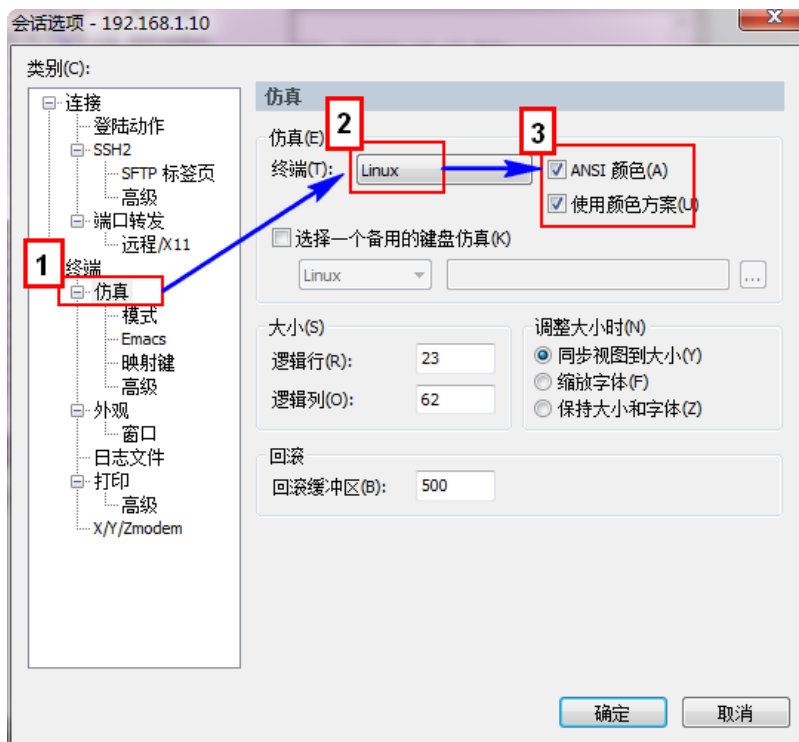 会话选项 - 192.168.1.10
类别(C):
连接
登陆动作
SSH2
SFTP 标签页
高级
端口转发
远程/X11
1
终端
仿真
模式
Emacs
映射键
高级
外观
窗口
日志文件
打印
高级
X/Y/Zmodem
仿真
仿真(E)
2
3
终端(T):
Linux
ANSI 颜色(A)
使用颜色方案(U)
选择一个备用的键盘仿真(K)
Linux
...
大小(S)
逻辑行(R):
23
逻辑列(O):
62
调整大小时(N)
同步视图到大小(Y)
缩放字体(F)
保持大小和字体(Z)
回滚
回滚缓冲区(B):
500
确定
取消